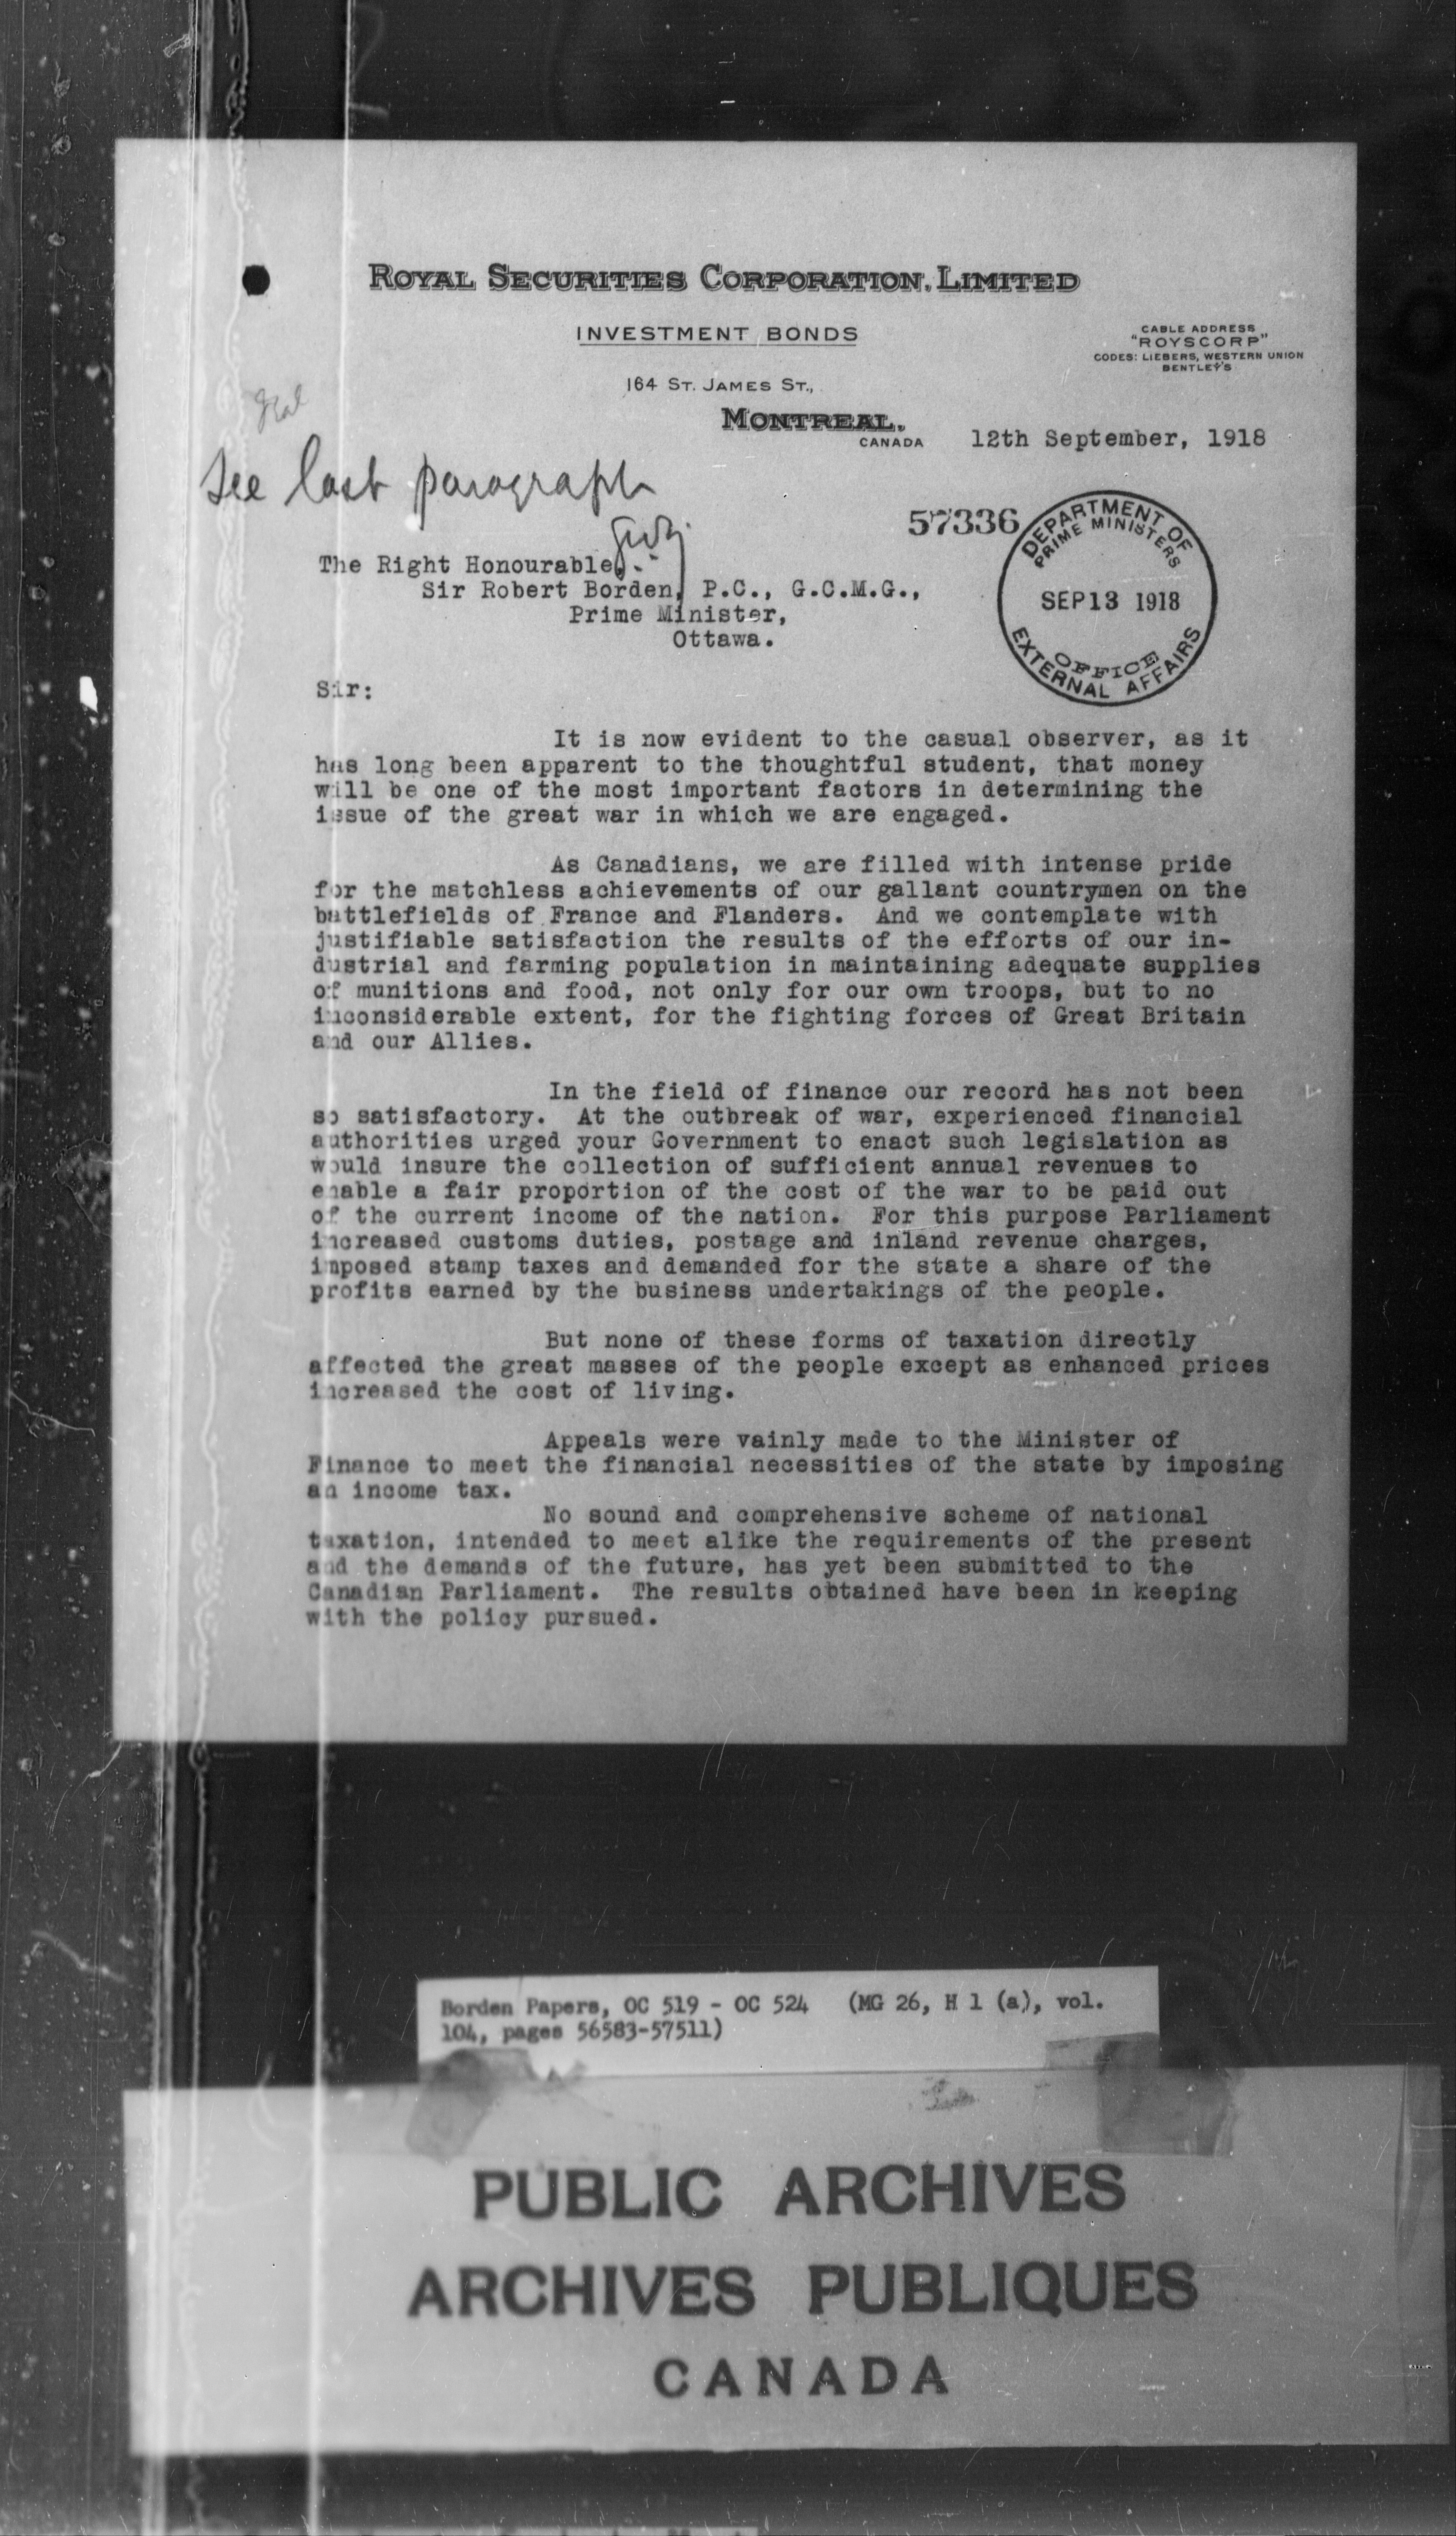 ROYAL SECURITIES CORPORATION, LIMITED
INVESTMENT BONDS
CABLE ADDRESS
"ROYSCORP"
CODES: LIEBERS, WESTERN UNION
BENTLEY'S
164 ST. JAMES ST.,
MONTREAL,
CANADA
12th September, 1918
See last paragraph
57336
DEPARTMENT OF
PRIME MINISTERS
SEP 13 1918
OFFICE
EXTERNAL AFFAIRS
The Right Honourable,
Sir Robert Borden, P.C., G.C.M.G.,
Prime Minister,
Ottawa.
Sir:
It is now evident to the casual observer, as it
has long been apparent to the thoughtful student, that money
will be one of the most important factors in determining the
issue of the great war in which we are engaged.
As Canadians, we are filled with intense pride
for the matchless achievements of our gallant countrymen on the
battlefields of France and Flanders. And we contemplate with
justifiable satisfaction the results of the efforts of our in-
dustrial and farming population in maintaining adequate supplies
of munitions and food, not only for our own troops, but to no
inconsiderable extent, for the fighting forces of Great Britain
and our Allies.
In the field of finance our record has not been
so satisfactory. At the outbreak of war, experienced financial
authorities urged your Government to enact such legislation as
would insure the collection of sufficient annual revenues to
enable a fair proportion of the cost of the war to be paid out
of the current income of the nation. For this purpose Parliament
increased customs duties, postage and inland revenue charges,
imposed stamp taxes and demanded for the state a share of the
profits earned by the business undertakings of the people.
But none of these forms of taxation directly
affected the great masses of the people except as enhanced prices
increased the cost of living.
Appeals were vainly made to the Minister of
Finance to meet the financial necessities of the state by imposing
an income tax.
No sound and comprehensive scheme of national
taxation, intended to meet alike the requirements of the present
and the demands of the future, has yet been submitted to the
Canadian Parliament. The results obtained have been in keeping
with the policy pursued.
Borden Papers, OC 519 - OC 524 (MG 26, H 1 (a), vol.
104, pages 56583-57511)
PUBLIC ARCHIVES
ARCHIVES PUBLIQUES
CANADA